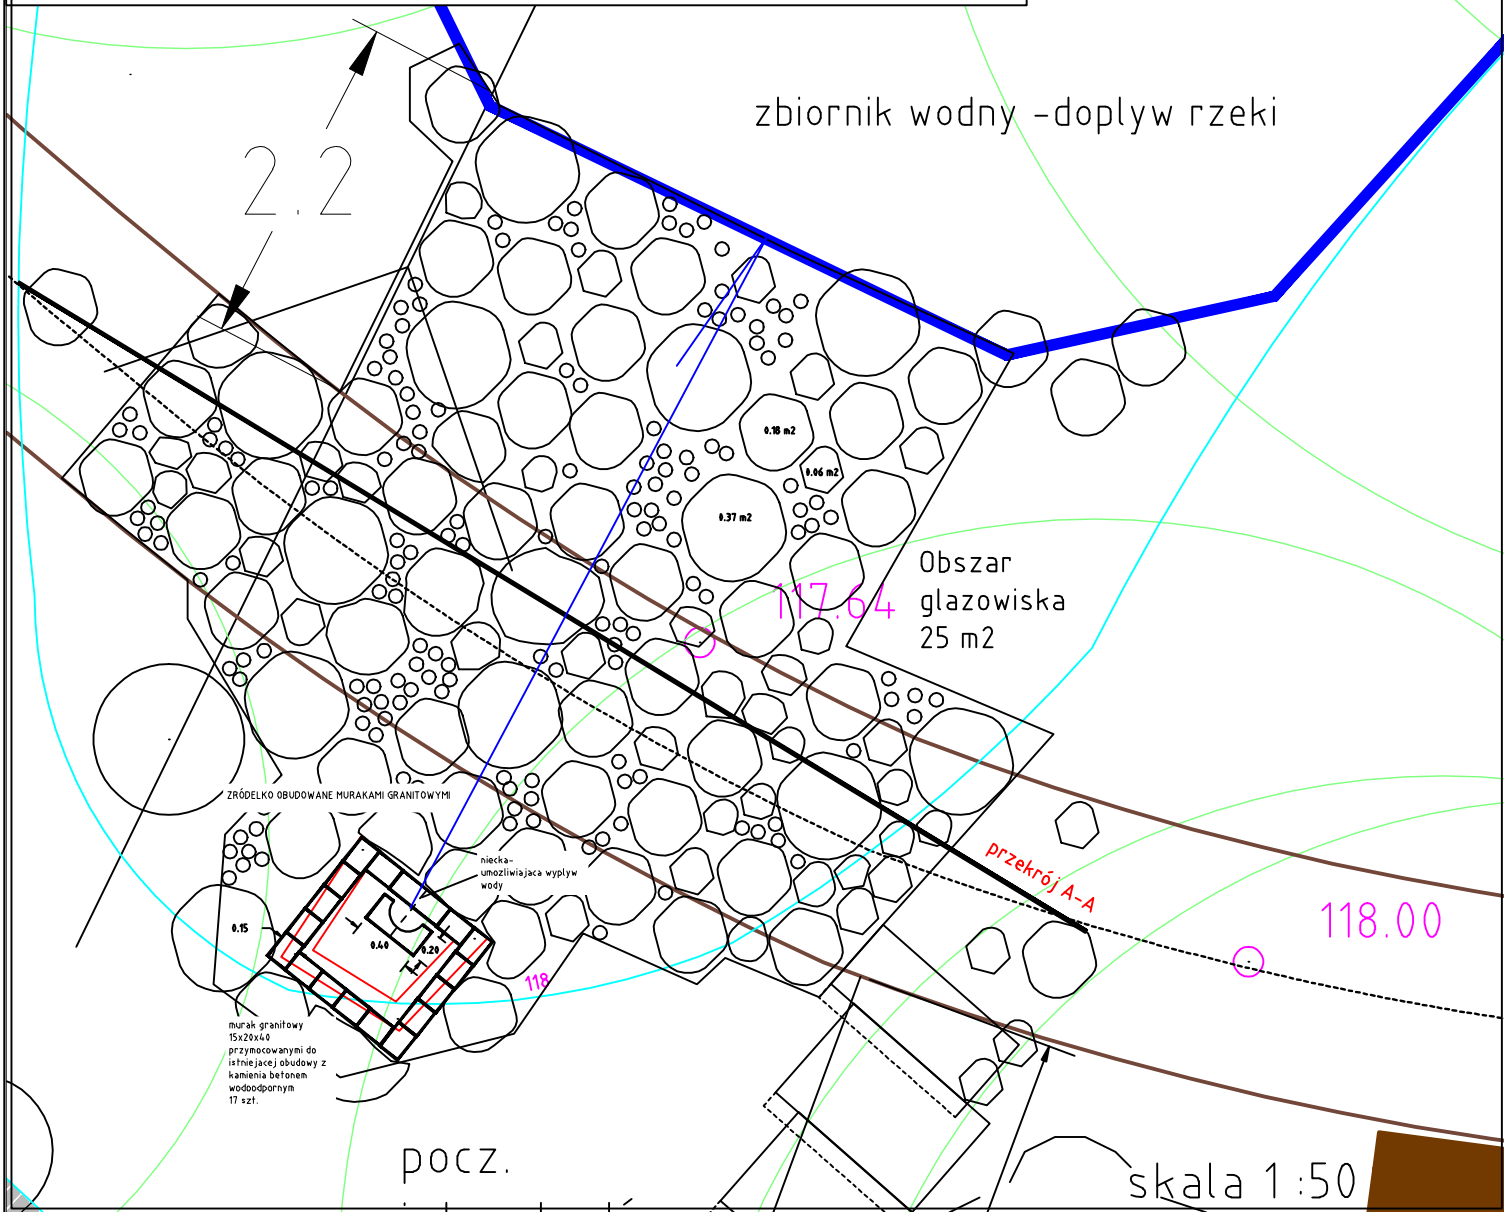 zbiornik wodny -doplyw rzeki
2.2
0.18 m2
0.06 m2
0.37 m2
117.64
Obszar
glazowiska
25 m2
ZRÓDELKO OBUDOWANE MURAKAMI GRANITOWYMI
niecka-
umozliwiajaca wyplyw
wody
przekrój A-A
118.00
0.15
0.40
0.20
118
murak granitowy
15x20x40
przymocowanymi do
istniejacej obudowy z
kamienia betonem
wodoodpornym
17 szt.
pocz.
skala 1:50